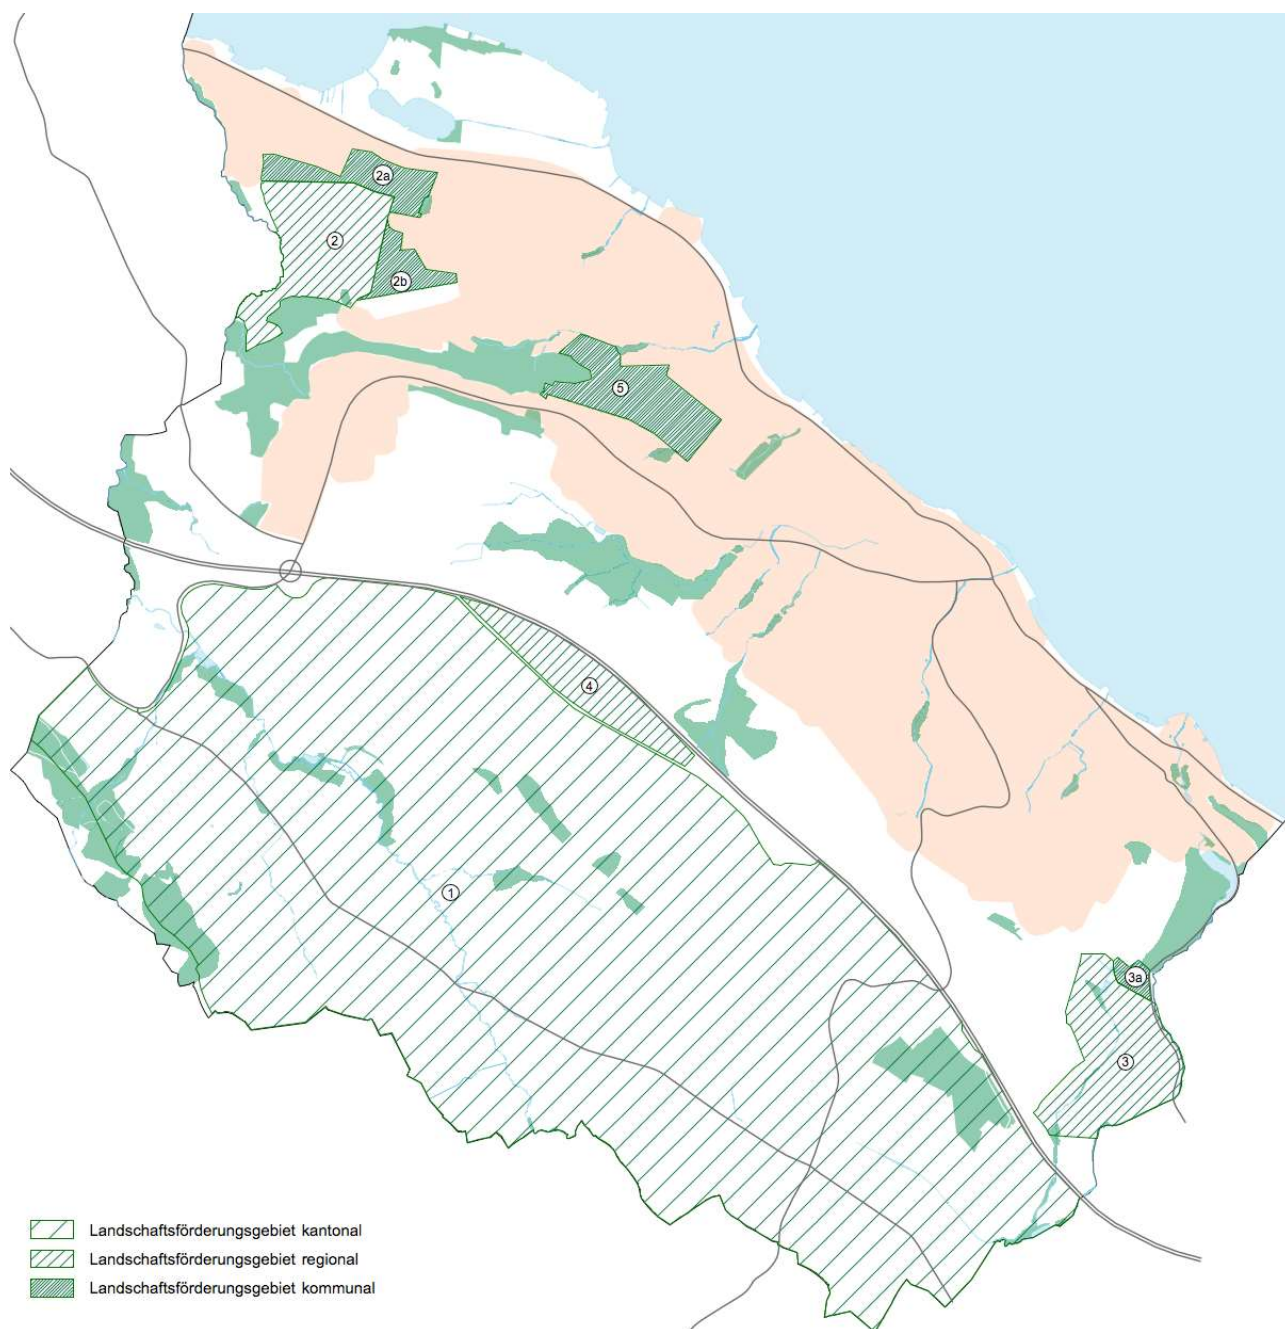 2a
2
2b
5
4
1
3a
3
Landschaftsförderungsgebiet kantonal
Landschaftsförderungsgebiet regional
Landschaftsförderungsgebiet kommunal